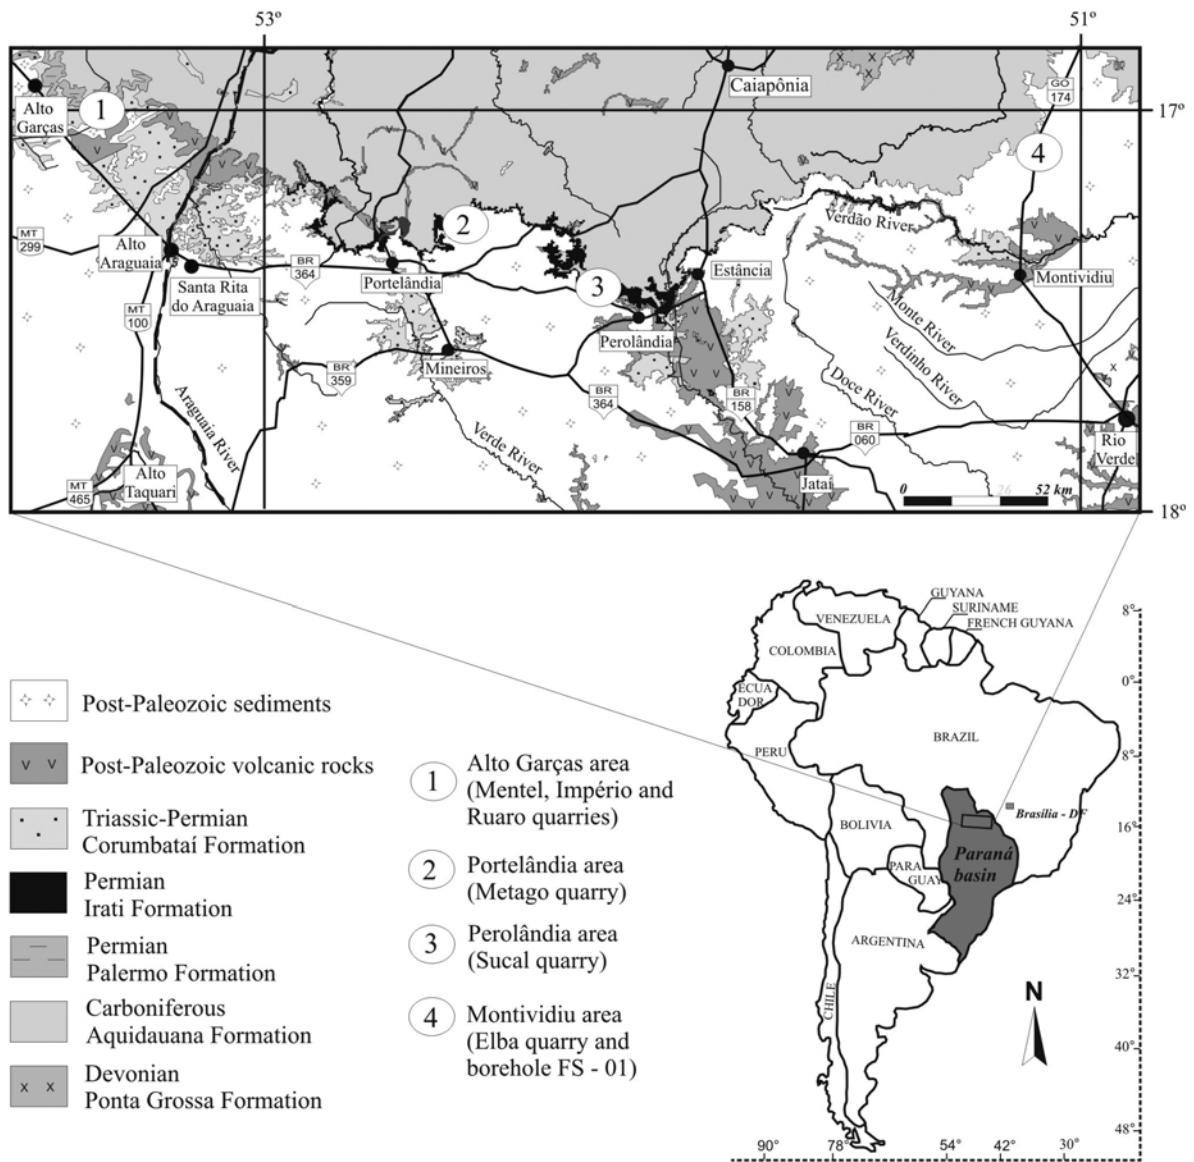 53º
51º
Caiapônia
GO
174
Alto
Garças
1
17º
4
MT
299
Alto
Araguaia
2
Verdão River
BR
364
Santa Rita
do Araguaia
Portelândia
3
Estância
Montividiu
MT
100
Perolândia
Monte River
Verdinho River
BR
359
Mineiros
Doce River
BR
364
BR
158
Araguaia River
Verde River
BR
060
Rio
Verde
Alto
Taquari
MT
465
Jataí
0 26 52 km
18º
Post-Paleozoic sediments
Post-Paleozoic volcanic rocks
Triassic-Permian
Corumbataí Formation
Permian
Irati Formation
Permian
Palermo Formation
Carboniferous
Aquidauana Formation
Devonian
Ponta Grossa Formation
1
Alto Garças area
(Mentel, Império and
Ruaro quarries)
2
Portelândia area
(Metago quarry)
3
Perolândia area
(Sucal quarry)
4
Montividiu area
(Elba quarry and
borehole FS - 01)
GUYANA
SURINAME
FRENCH GUYANA
VENEZUELA
COLOMBIA
ECUA
DOR
PERU
BRAZIL
BOLIVIA
Brasília - DF
PARA
GUAY
Paraná
basin
ARGENTINA
CHILE
N
8º
0º
8º
16º
24º
32º
40º
48º
90º 78º 54º 42º 30º